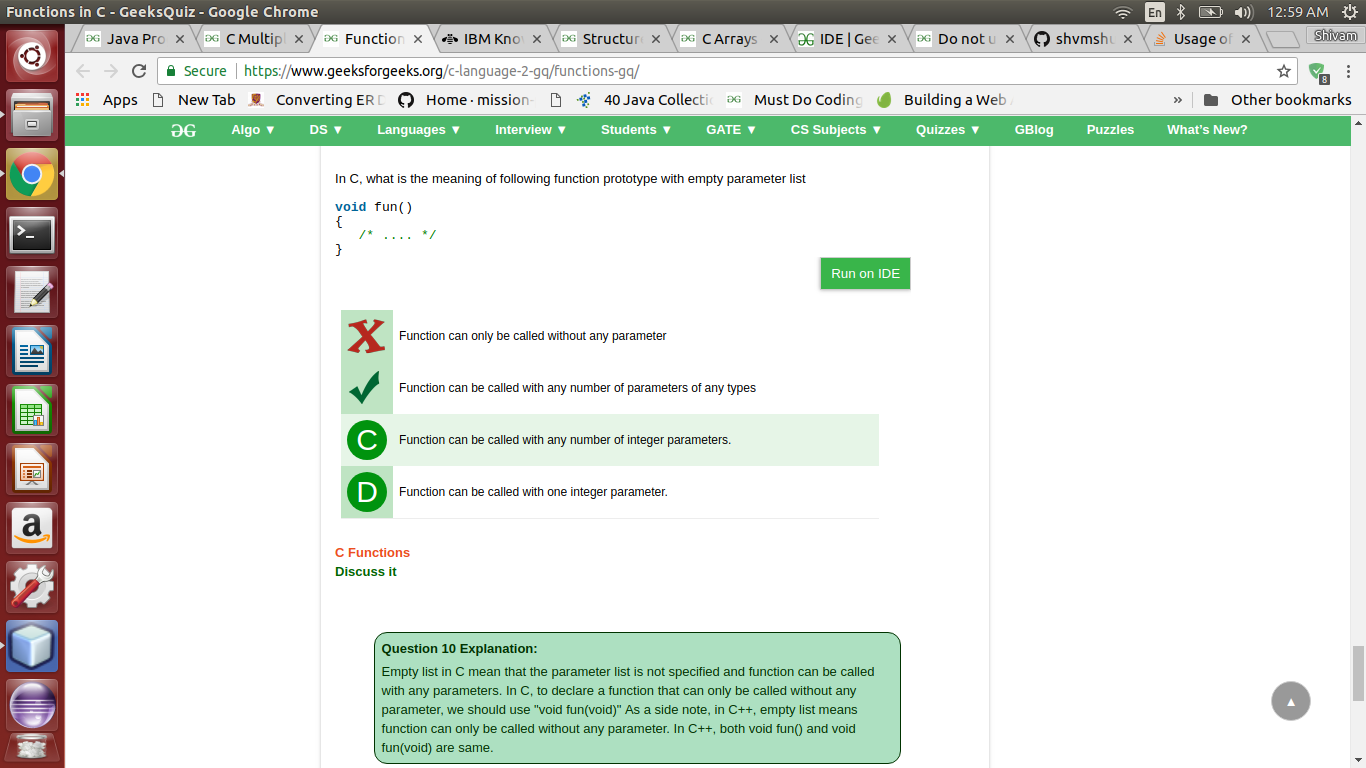 Functions in C - GeeksQuiz - Google Chrome
En
12:59 AM
Java Pro
C Multip
Function
IBM Kno
Structur
C Arrays
IDE | Gee
Do not u
shvmsh
Usage of
Shivam
Secure
https://www.geeksforgeeks.org/c-language-2-gq/functions-gq/
8
Apps
New Tab
Converting ER D
Home · mission-
40 Java Collecti
Must Do Coding
Building a Web
»
Other bookmarks
Algo ▼
DS ▼
Languages ▼
Interview ▼
Students ▼
GATE ▼
CS Subjects ▼
Quizzes ▼
GBlog
Puzzles
What's New?
In C, what is the meaning of following function prototype with empty parameter list
void fun()
{
/* .... */
}
Run on IDE
X
Function can only be called without any parameter
Function can be called with any number of parameters of any types
C
Function can be called with any number of integer parameters.
D
Function can be called with one integer parameter.
C Functions
Discuss it
Question 10 Explanation:
Empty list in C mean that the parameter list is not specified and function can be called
with any parameters. In C, to declare a function that can only be called without any
parameter, we should use "void fun(void)" As a side note, in C++, empty list means
function can only be called without any parameter. In C++, both void fun() and void
fun(void) are same.